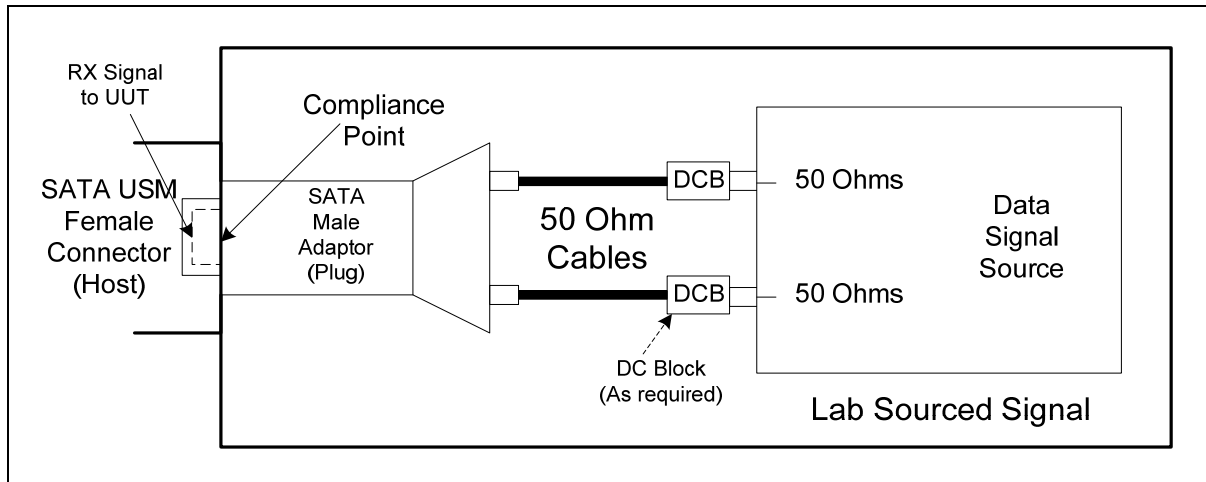 RX Signal
to UUT
Compliance
Point
SATA USM
Female
Connector
(Host)
SATA
Male
Adaptor
(Plug)
50 Ohm
Cables
DCB
DCB
DC Block
(As required)
50 Ohms
50 Ohms
Data
Signal
Source
Lab Sourced Signal